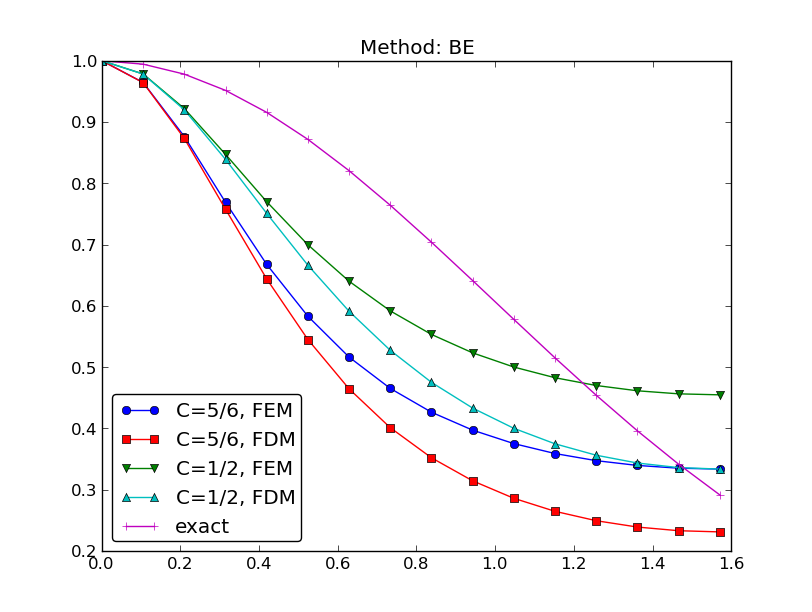 Method: BE
1.0
0.9
0.8
0.7
0.6
0.5
0.4
0.3
0.2
C=5/6, FEM
C=5/6, FDM
C=1/2, FEM
C=1/2, FDM
exact
0.0 0.2 0.4 0.6 0.8 1.0 1.2 1.4 1.6